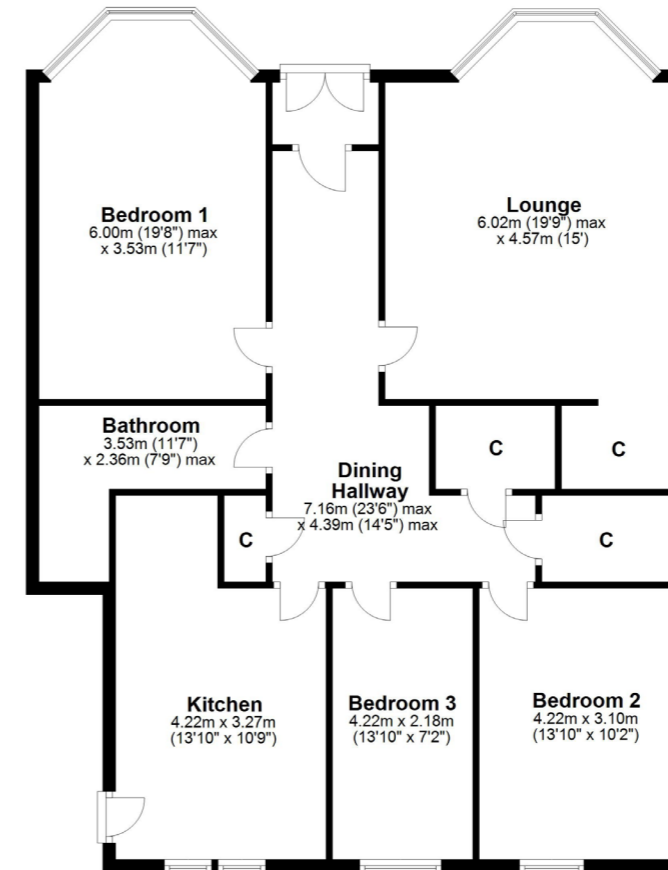 Bedroom 1
6.00m (19'8") max
x 3.53m (11'7")
Lounge
6.02m (19'9") max
x 4.57m (15')
Bathroom
3.53m (11'7")
x 2.36m (7'9") max
Dining
Hallway
7.16m (23'6") max
x 4.39m (14'5") max
C
C
C
C
Kitchen
4.22m x 3.27m
(13'10" x 10'9")
Bedroom 3
4.22m x 2.18m
(13'10" x 7'2")
Bedroom 2
4.22m x 3.10m
(13'10" x 10'2")